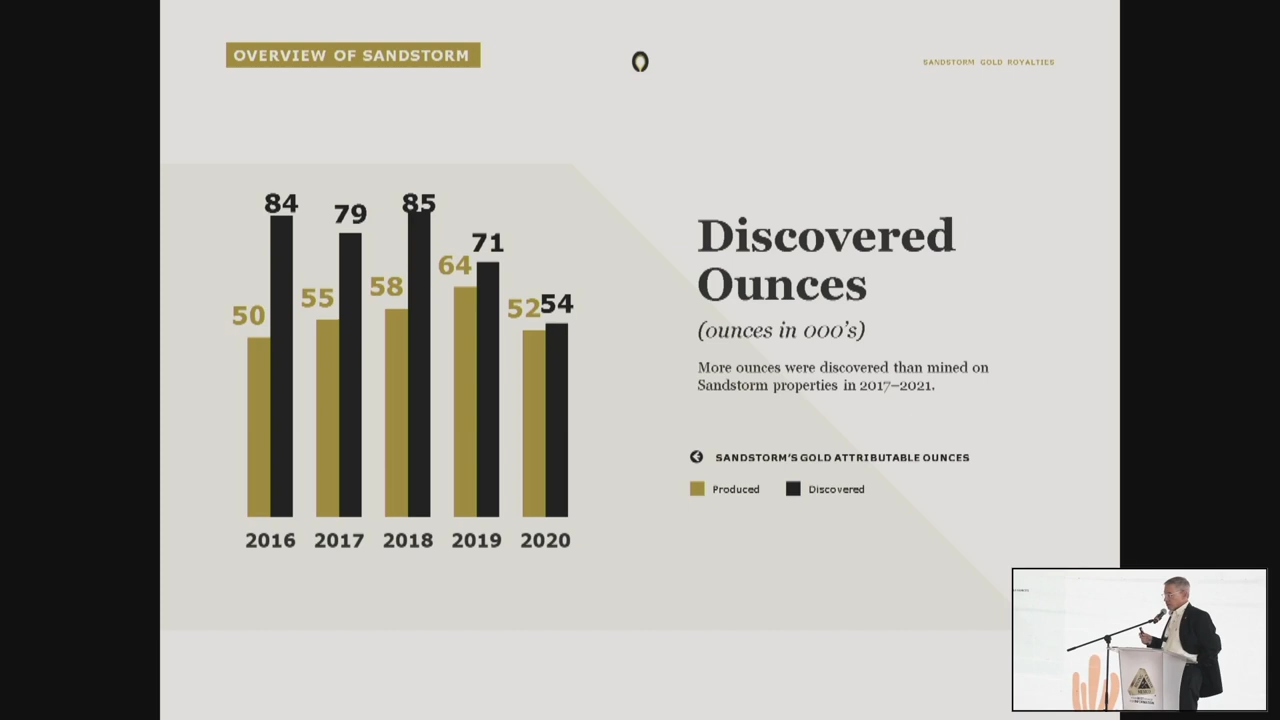 OVERVIEW OF SANDSTORM
SANDSTORM GOLD ROYALTIES
84
79
85
71
64
58
55
50
52
54
2016 2017 2018 2019 2020
Discovered
Ounces
(ounces in 000's)
More ounces were discovered than mined on
Sandstorm properties in 2017–2021.
SANDSTORM'S GOLD ATTRIBUTABLE OUNCES
Produced Discovered